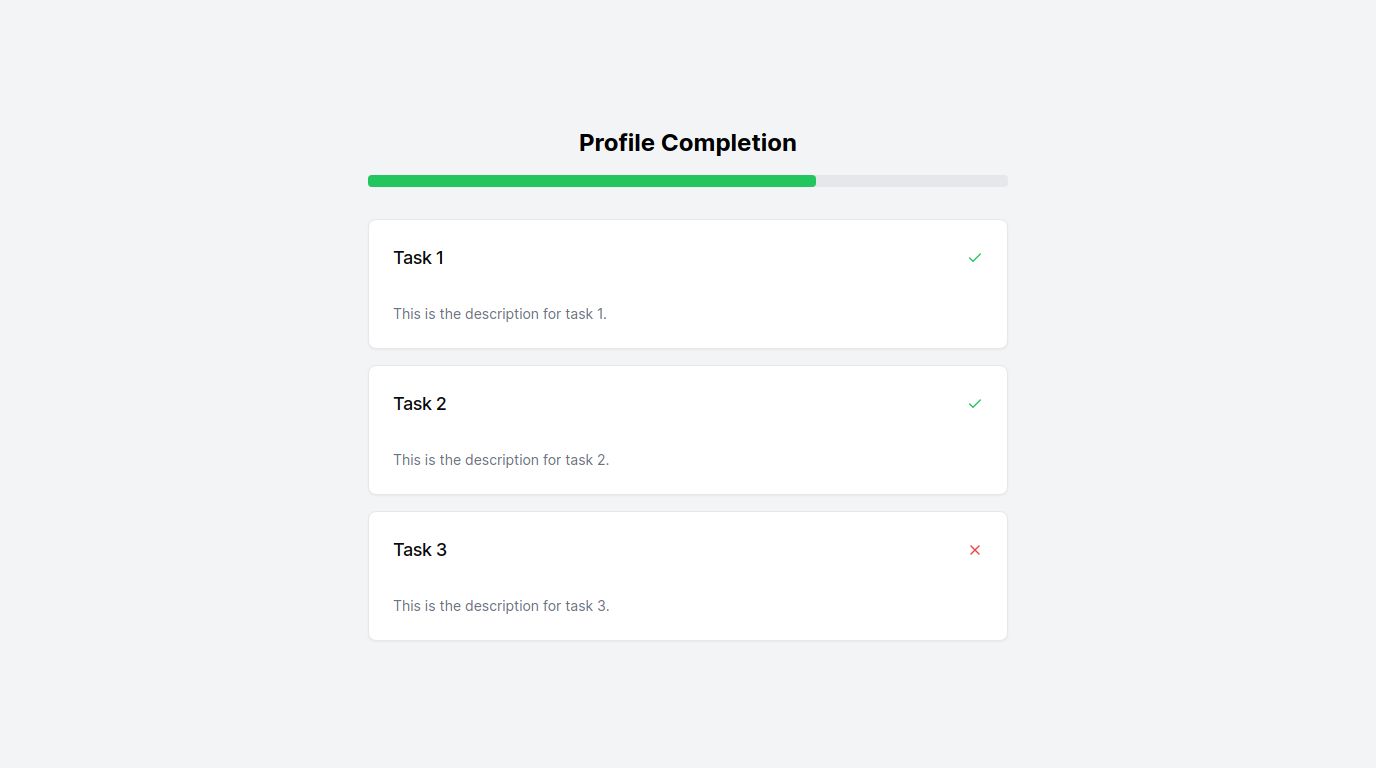 Profile Completion
Task 1
This is the description for task 1.
Task 2
This is the description for task 2.
Task 3
This is the description for task 3.